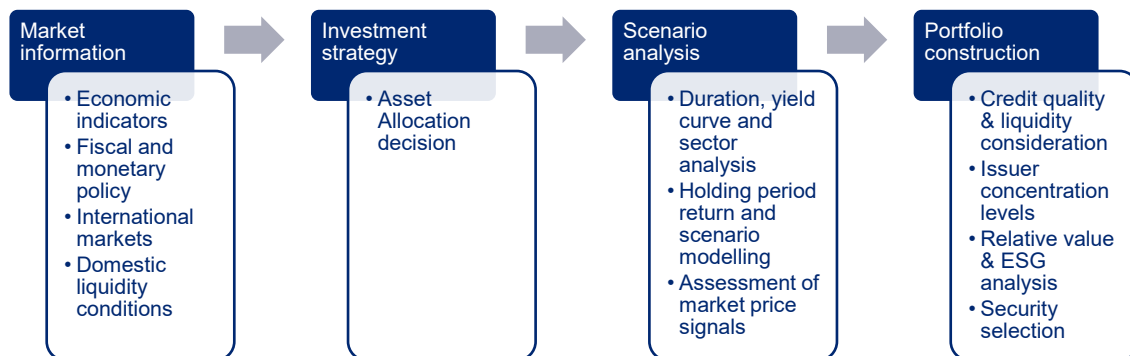 Market
information
• Economic
indicators
• Fiscal and
monetary
policy
• International
markets
• Domestic
liquidity
conditions
Investment
strategy
• Asset
Allocation
decision
Scenario
analysis
• Duration, yield
curve and
sector
analysis
• Holding period
return and
scenario
modelling
• Assessment of
market price
signals
Portfolio
construction
• Credit quality
& liquidity
consideration
• Issuer
concentration
levels
• Relative value
& ESG
analysis
• Security
selection